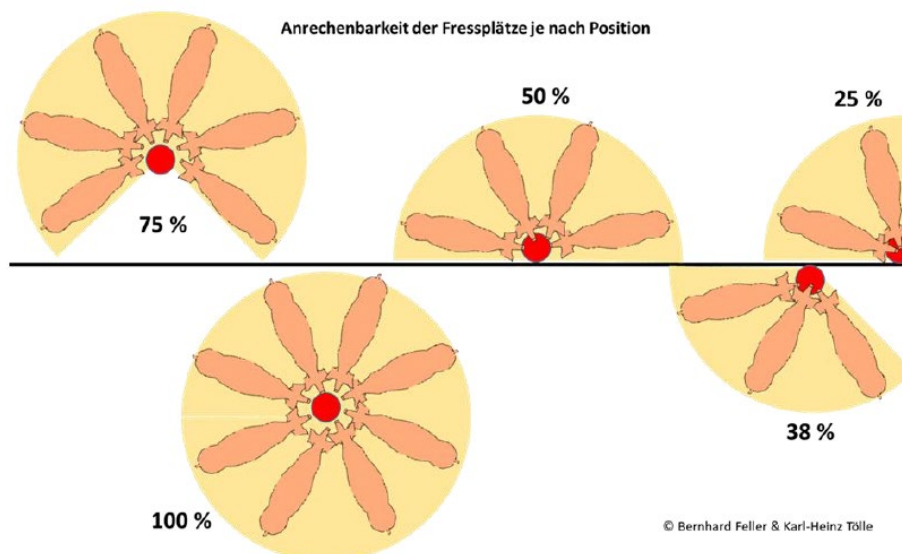 Anrechenbarkeit der Fressplätze je nach Position
50 %
25 %
75 %
38 %
100 %
© Bernhard Feller & Karl-Heinz Tölle